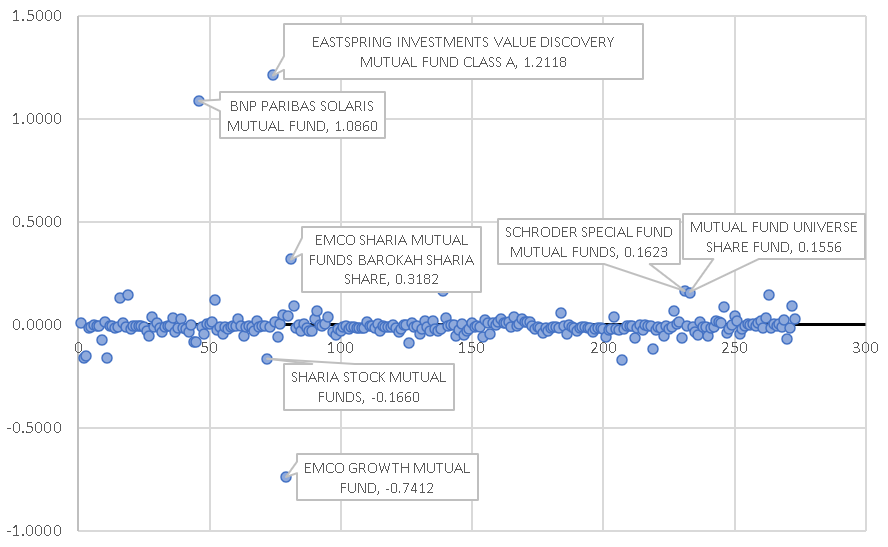 1.5000
EASTSPRING INVESTMENTS VALUE DISCOVERY
MUTUAL FUND CLASS A, 1.2118
BNP PARIBAS SOLARIS
MUTUAL FUND, 1.0860
1.0000
0.5000
EMCO SHARIA MUTUAL
FUNDS BAROKAH SHARIA
SHARE, 0.3182
SCHRODER SPECIAL FUND
MUTUAL FUNDS, 0.1623
MUTUAL FUND UNIVERSE
SHARE FUND, 0.1556
0.0000
0 50 100 150 200 250 300
SHARIA STOCK MUTUAL
FUNDS, -0.1660
-0.5000
EMCO GROWTH MUTUAL
FUND, -0.7412
-1.0000